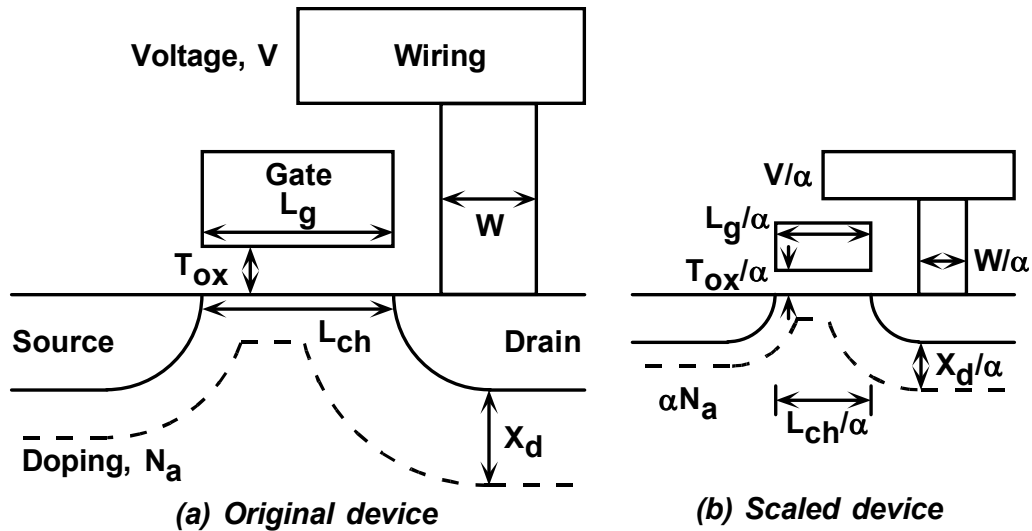 Voltage, V
Wiring
Gate
Lg
W
Tox
Source
Lch
Drain
Doping, Na
Xd
(a) Original device
V/α
Lg/α
Tox/α
W/α
Xd/α
αNa
Lch/α
(b) Scaled device